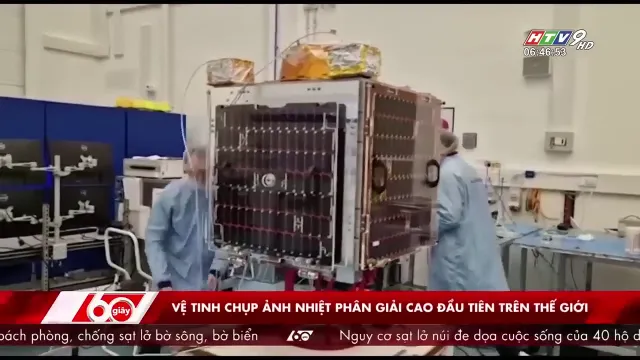 HTV9 HD
06:46:53
60 giây
VỆ TINH CHỤP ẢNH NHIỆT PHÂN GIẢI CAO ĐẦU TIÊN TRÊN THẾ GIỚI
phòng, chống sạt lở bờ sông, bờ biển 60 giây Nguy cơ sạt lở núi đe dọa cuộc sống của 40 hộ